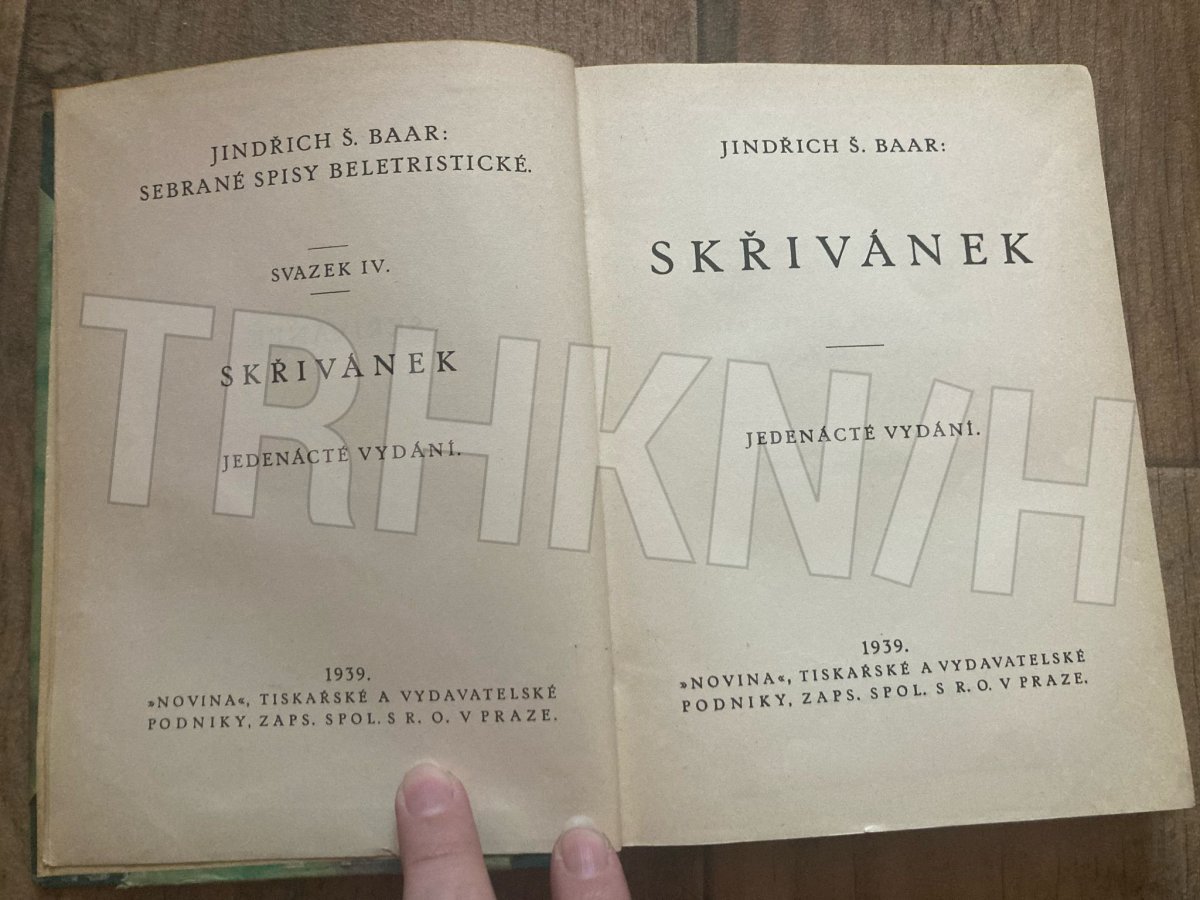 JINDŘICH Š. BAAR:
SEBRANÉ SPISY BELETRISTICKÉ.
SVAZEK IV.
SKŘIVÁNEK
JEDENÁCTÉ VYDÁNÍ.
1939.
»NOVINA«, TISKAŘSKÉ A VYDAVATELSKÉ
PODNIKY, ZAPS. SPOL. S R. O. V PRAZE.
JINDŘICH Š. BAAR:
SKŘIVÁNEK
JEDENÁCTÉ VYDÁNÍ.
1939.
»NOVINA«, TISKAŘSKÉ A VYDAVATELSKÉ
PODNIKY, ZAPS. SPOL. S R. O. V PRAZE.
TRHKN/H